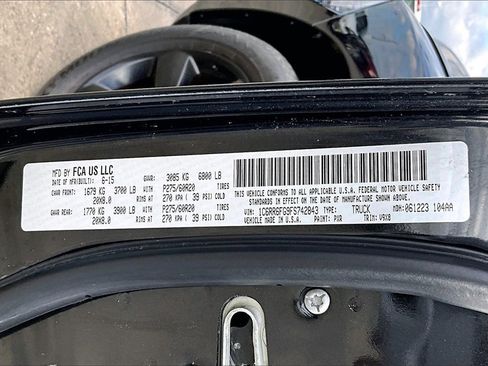 MFD BY FCA US LLC
DATE OF MFR(BUILT): 6-15 GVWR: 3085 KG 6800 LB
GAWR FRONT: 1679 KG 3700 LB WITH P275/60R20 TIRES
20X8.0 RIMS AT 270 KPA ( 39 PSI) COLD
GAWR REAR: 1770 KG 3900 LB WITH P275/60R20 TIRES
20X8.0 RIMS AT 270 KPA ( 39 PSI) COLD
THIS VEHICLE CONFORMS TO ALL APPLICABLE U.S.A. FEDERAL MOTOR VEHICLE SAFETY
STANDARDS IN EFFECT ON THE DATE OF MANUFACTURE SHOWN ABOVE.
VIN: 1C6RR6FG9FS742843 TYPE: TRUCK MDH: 061223 104AA
MADE IN U.S.A. PAINT: PXR TRIM: V9X8